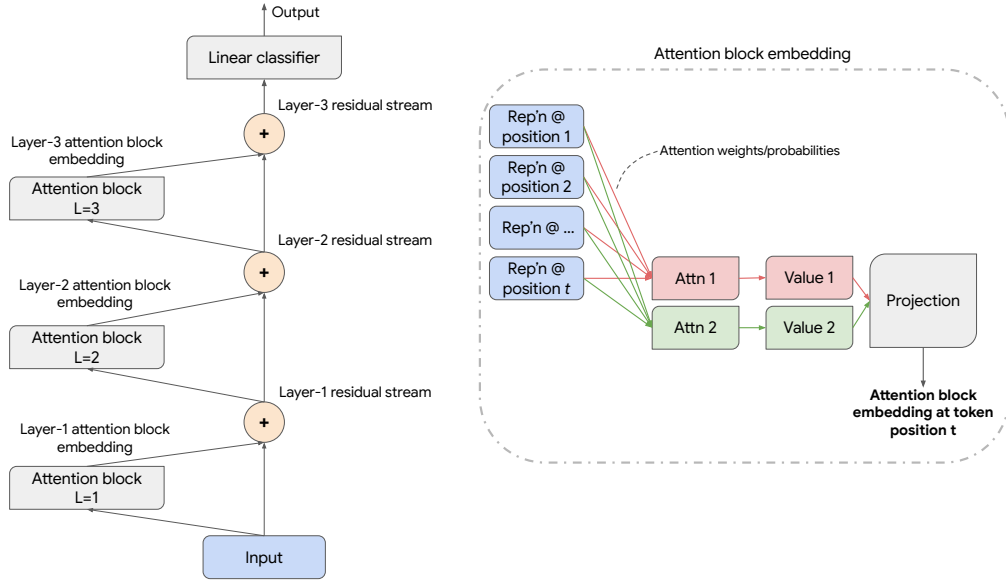 Output
Linear classifier
Layer-3 residual stream
+
Layer-3 attention block
embedding
Attention block
L=3
Layer-2 residual stream
+
Layer-2 attention block
embedding
Attention block
L=2
Layer-1 residual stream
+
Layer-1 attention block
embedding
Attention block
L=1
Input
Attention block embedding
Rep'n @
position 1
Attention weights/probabilities
Rep'n @
position 2
Rep'n @ ...
Rep'n @
position t
Attn 1
Value 1
Attn 2
Value 2
Projection
Attention block
embedding at token
position t